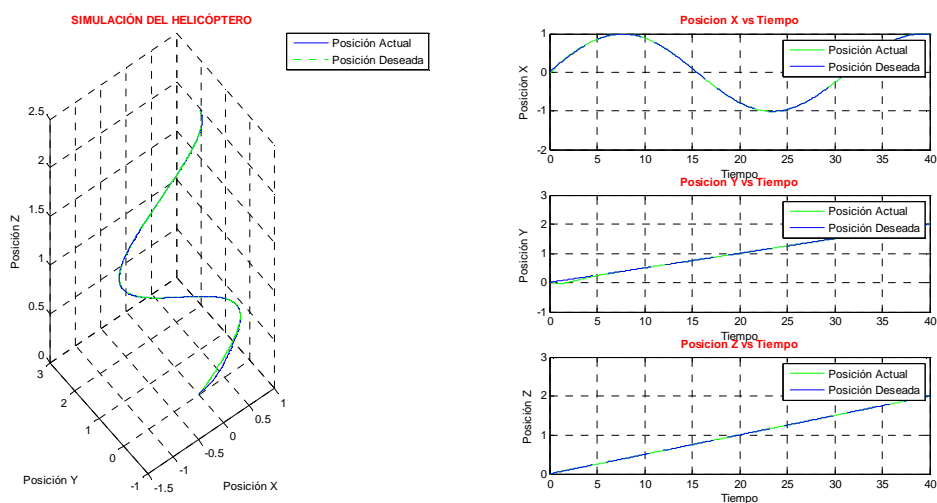 SIMULACIÓN DEL HELICÓPTERO
Posición Actual
Posición Deseada
2.5
2
1.5
1
0.5
0
Posición Z
3
2
1
0
-1
Posición Y
-1.5
-1
-0.5
0
0.5
1
Posición X
Posicion X vs Tiempo
Posición Actual
Posición Deseada
1
0
-1
-2
Posición X
0
5
10
15
20
25
30
35
40
Tiempo
Posicion Y vs Tiempo
Posición Actual
Posición Deseada
3
2
1
0
-1
Posición Y
0
5
10
15
20
25
30
35
40
Tiempo
Posicion Z vs Tiempo
Posición Actual
Posición Deseada
3
2
1
0
Posición Z
0
5
10
15
20
25
30
35
40
Tiempo